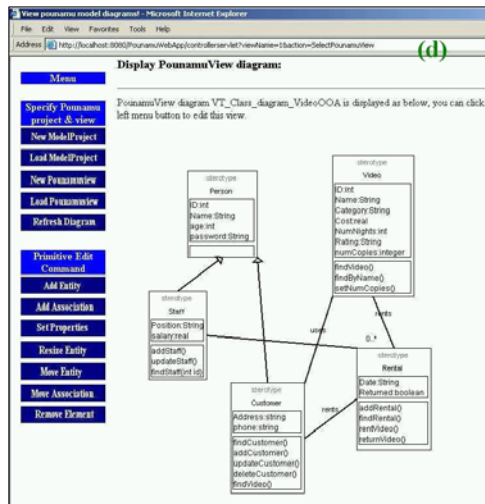 View pounamu model diagrams! - Microsoft Internet Explorer
File Edit View Favorites Tools Help
Address http://localhost:8080/PounamuWebApp/controllerservlet?viewName=1&action=SelectPounamuView
(d)
Menu
Specify Pounamu
project & view
New ModelProject
Load ModelProject
New Pounamuview
Load Pounamuview
Refresh Diagram
Primitive Edit
Command
Add Entity
Add Association
Set Properties
Resize Entity
Move Entity
Move Association
Remove Element
Display PounamuView diagram:
PounamuView diagram VT_Class_diagram_VideoOOA is displayed as below, you can click
left menu button to edit this view.
sterotype
Person
ID:int
Name:String
age:int
password:String
sterotype
Video
ID:int
Name:String
Category:String
Cost:real
NumNights:int
Rating:String
numCopies:integer
findVideo()
findByName()
setNumCopies()
sterotype
Staff
Position:String
salary:real
addStaff()
updateStaff()
findStaff(int id)
uses
rents
0..*
sterotype
Rental
Date:String
Returned:boolean
addRental()
findRental()
rentVideo()
returnVideo()
rents
sterotype
Customer
Address:string
phone:string
findCustomer()
addCustomer()
updateCustomer()
deleteCustomer()
findVideo()